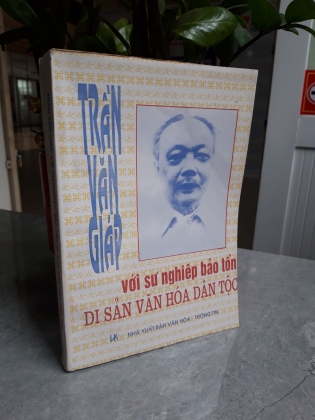 TRẦN
VĂN
GIÁP
với sự nghiệp bảo tồn
DI SẢN VĂN HÓA DÂN TỘC
NHÀ XUẤT BẢN VĂN HÓA - THÔNG TIN